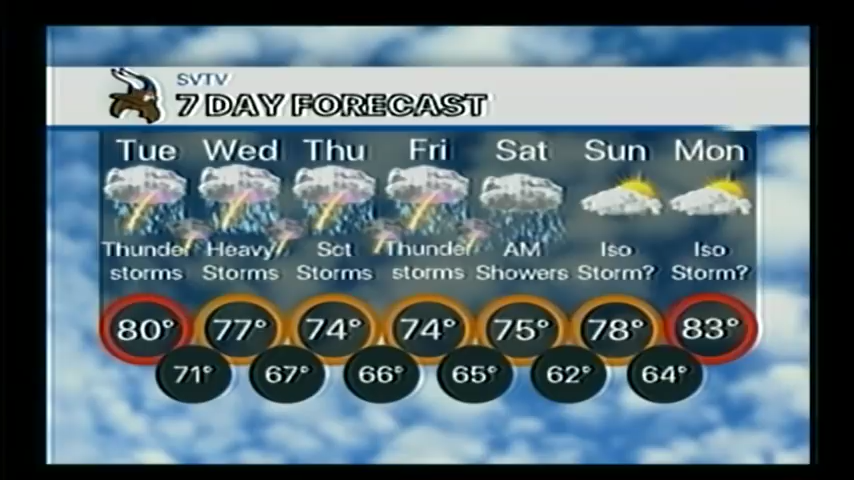 SVTV
7 DAY FORECAST
Tue Wed Thu Fri Sat Sun Mon
Thunder Heavy Sct Thunder AM Iso Iso
storms Storms Storms storms Showers Storm? Storm?
80° 77° 74° 74° 75° 78° 83°
71° 67° 66° 65° 62° 64°